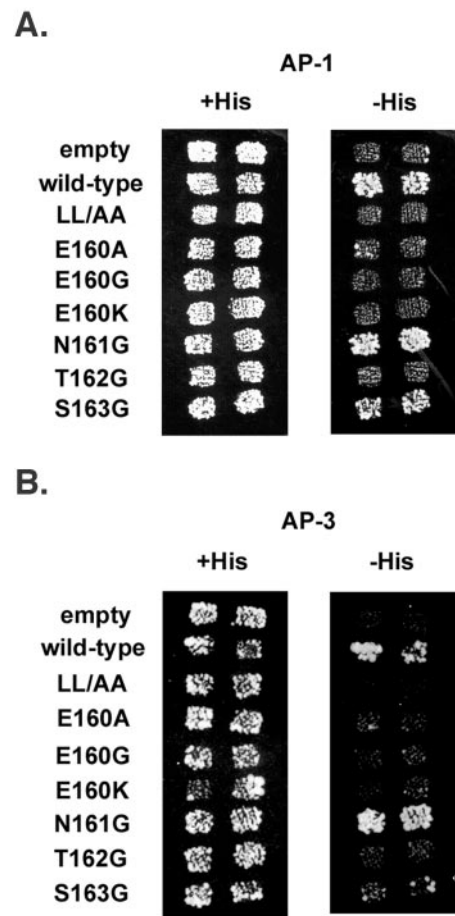 A.
AP-1
+His -His
empty
wild-type
LL/AA
E160A
E160G
E160K
N161G
T162G
S163G
B.
AP-3
+His -His
empty
wild-type
LL/AA
E160A
E160G
E160K
N161G
T162G
S163G